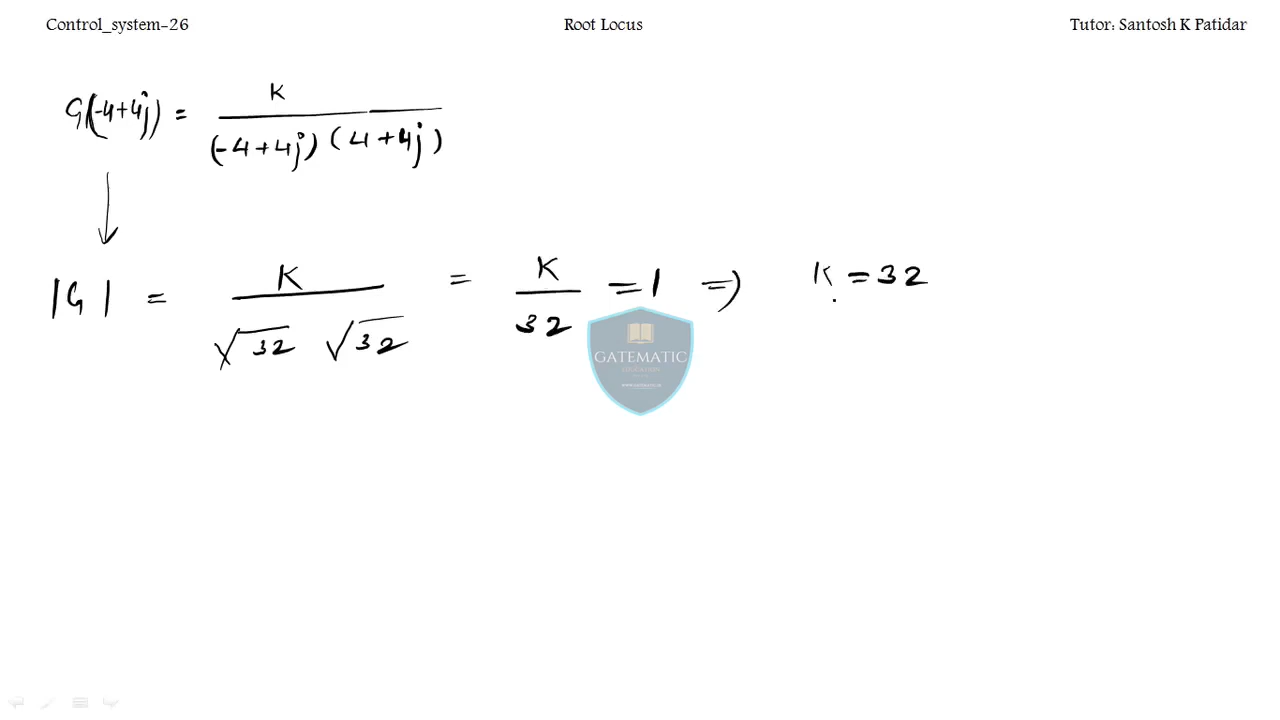 Control_system-26 Root Locus Tutor: Santosh K Patidar
G(-4+4j) = K / (-4+4j) (4+4j)
|G| = K / √32 √32 = K / 32 = 1 ⇒ K = 32
GATEMATIC
EDUCATION